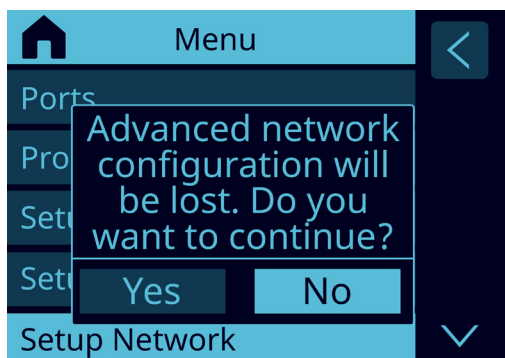 Menu
Ports
Advanced network
configuration will
be lost. Do you
want to continue?
Yes No
Setup Network